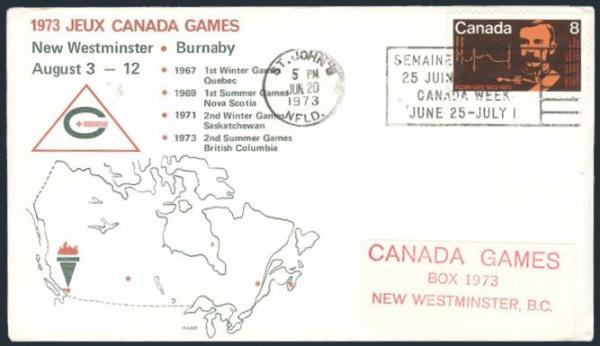 1973 JEUX CANADA GAMES
New Westminster • Burnaby
August 3 — 12
• 1967 1st Winter Games
Quebec
• 1969 1st Summer Games
Nova Scotia
• 1971 2nd Winter Games
Saskatchewan
• 1973 2nd Summer Games
British Columbia
C
ST. JOHN'S
5 PM
JUN 20
1973
NFLD.
SEMAINE
25 JUIN
CANADA WEEK
JUNE 25-JULY 1
Canada 8
CANADA GAMES
BOX 1973
NEW WESTMINSTER, B.C.